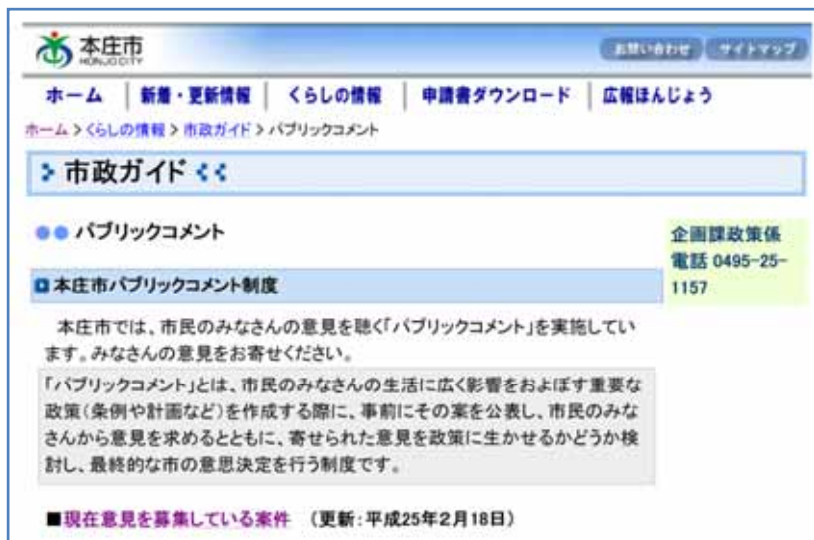 本庄市
HONJO CITY
お問い合わせ サイトマップ
ホーム 新着・更新情報 くらしの情報 申請書ダウンロード 広報ほんじょう
ホーム > くらしの情報 > 市政ガイド > パブリックコメント
市政ガイド
パブリックコメント
企画課政策係
電話 0495-25-
1157
本庄市パブリックコメント制度
本庄市では、市民のみなさんの意見を聴く「パブリックコメント」を実施してい
ます。みなさんの意見をお寄せください。
「パブリックコメント」とは、市民のみなさんの生活に広く影響をおよぼす重要な
政策(条例や計画など)を作成する際に、事前にその案を公表し、市民のみな
さんから意見を求めるとともに、寄せられた意見を政策に生かせるかどうか検
討し、最終的な市の意思決定を行う制度です。
■現在意見を募集している案件 (更新:平成25年2月18日)